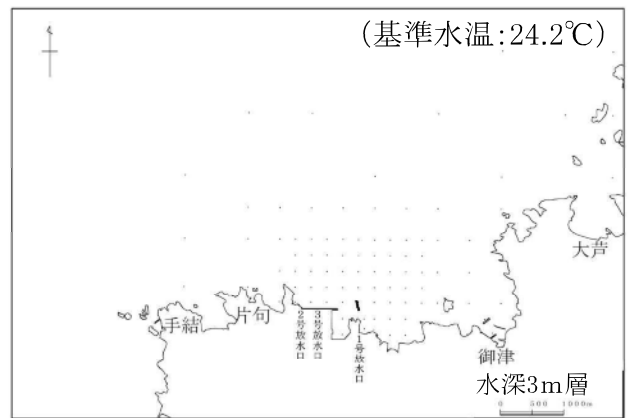 (基準水温:24.2℃)
大芦
手結
片句
2号放水口
3号放水口
1号放水口
御津
水深3m層
0 500 1000m